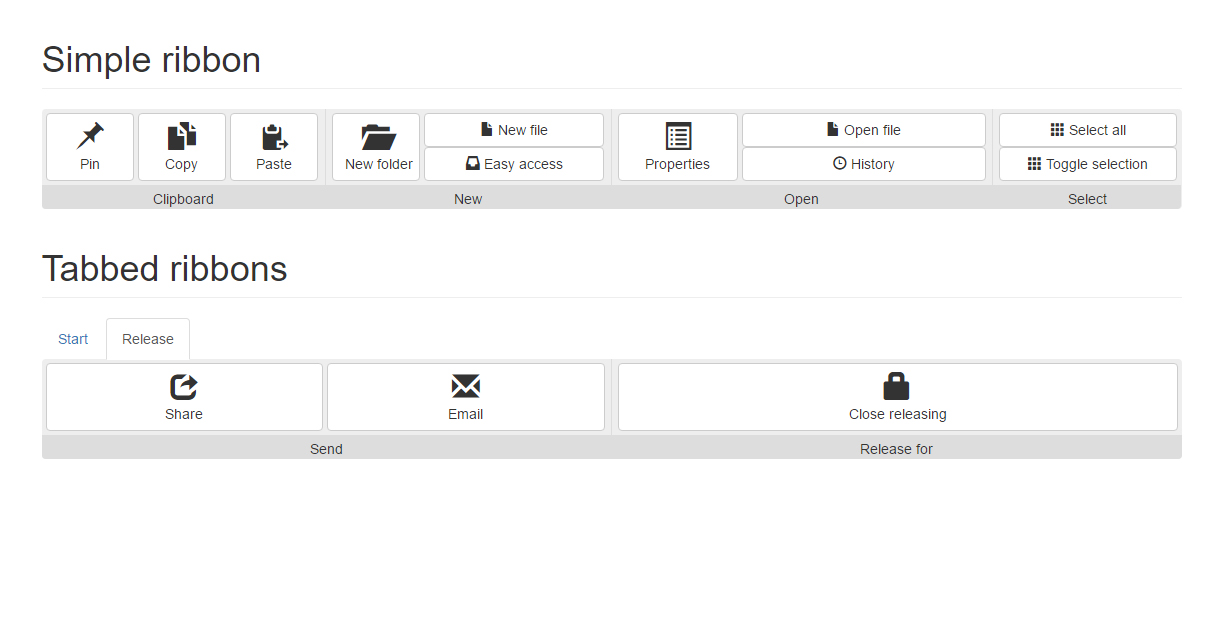 Simple ribbon
Pin
Copy
Paste
New folder
New file
Easy access
Properties
Open file
History
Select all
Toggle selection
Clipboard
New
Open
Select
Tabbed ribbons
Start
Release
Share
Email
Close releasing
Send
Release for